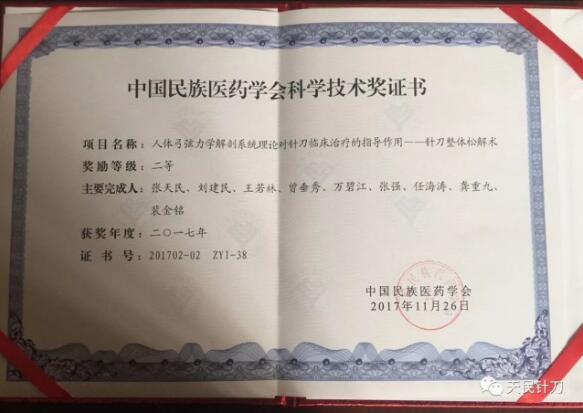 中国民族医药学会科学技术奖证书
项目名称：人体弓弦力学解剖系统理论对针刀临床治疗的指导作用——针刀整体松解术
奖励等级：二等
主要完成人：张天民、刘建民、王若林、曾垂秀、万碧江、张强、任海涛、龚重九、
裴金铭
获奖年度：二〇一七年
证书号：201702-02 ZYI-38
中国民族医药学会
2017年11月26日
天民针刀